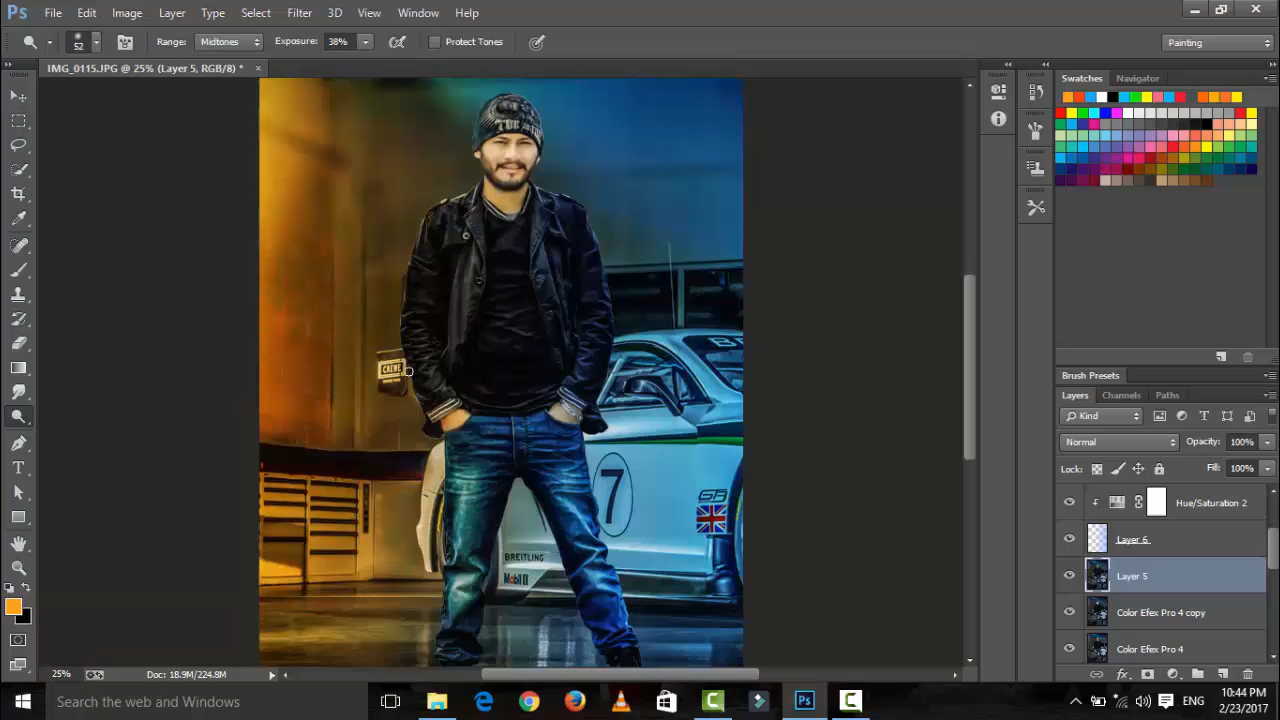 Ps File Edit Image Layer Type Select Filter 3D View Window Help
52 Range: Midtones Exposure: 38% Protect Tones Painting
IMG_0115.JPG @ 25% (Layer 5, RGB/8) * ×
Swatches Navigator
Brush Presets
Layers Channels Paths
Kind
Normal Opacity: 100%
Lock: Fill: 100%
Hue/Saturation 2
Layer 6
Layer 5
Color Efex Pro 4 copy
Color Efex Pro 4
CREWE
7
GB
BREITLING
Mobil 1
25% Doc: 18.9M/224.8M
Search the web and Windows
Ps
ENG
10:44 PM
2/23/2017